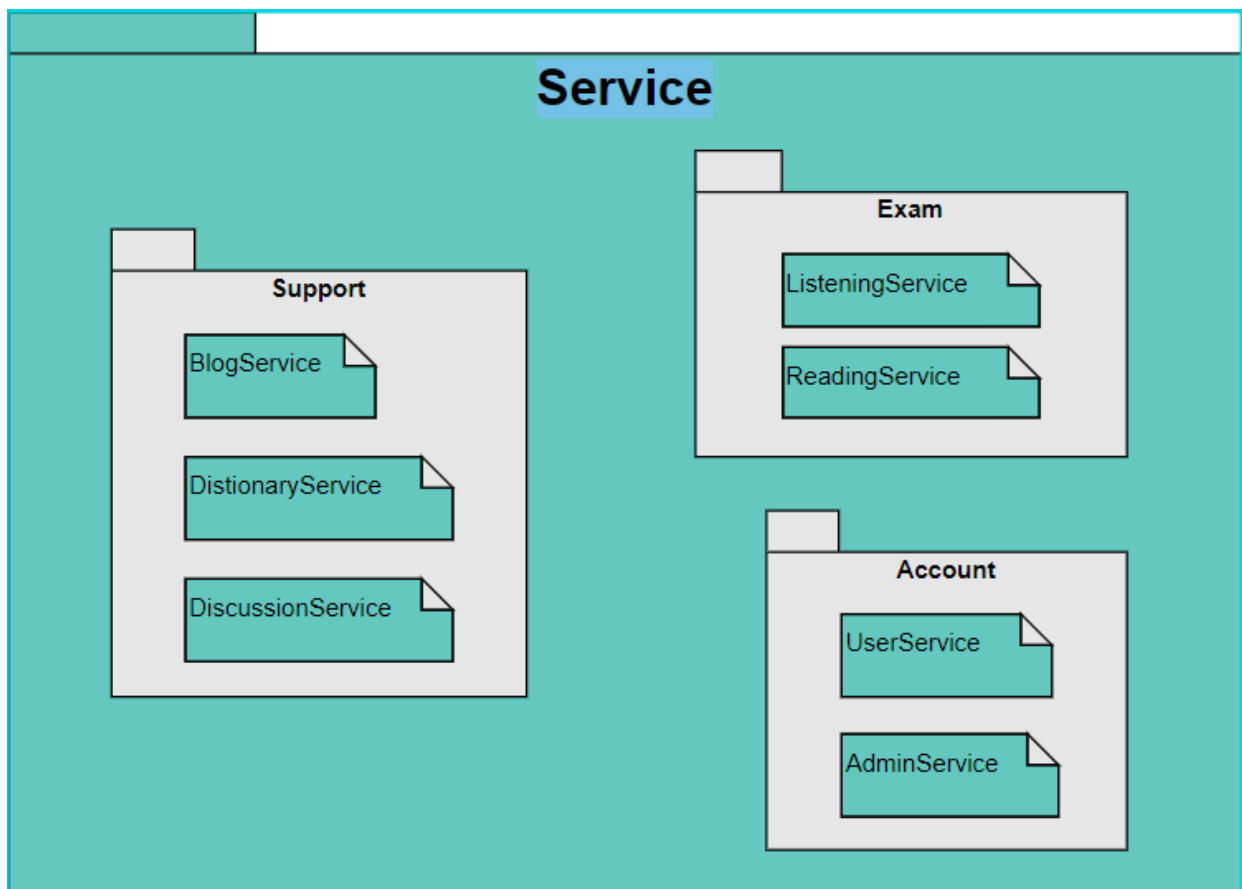 Service
Support
BlogService
DistionaryService
DiscussionService
Exam
ListeningService
ReadingService
Account
UserService
AdminService